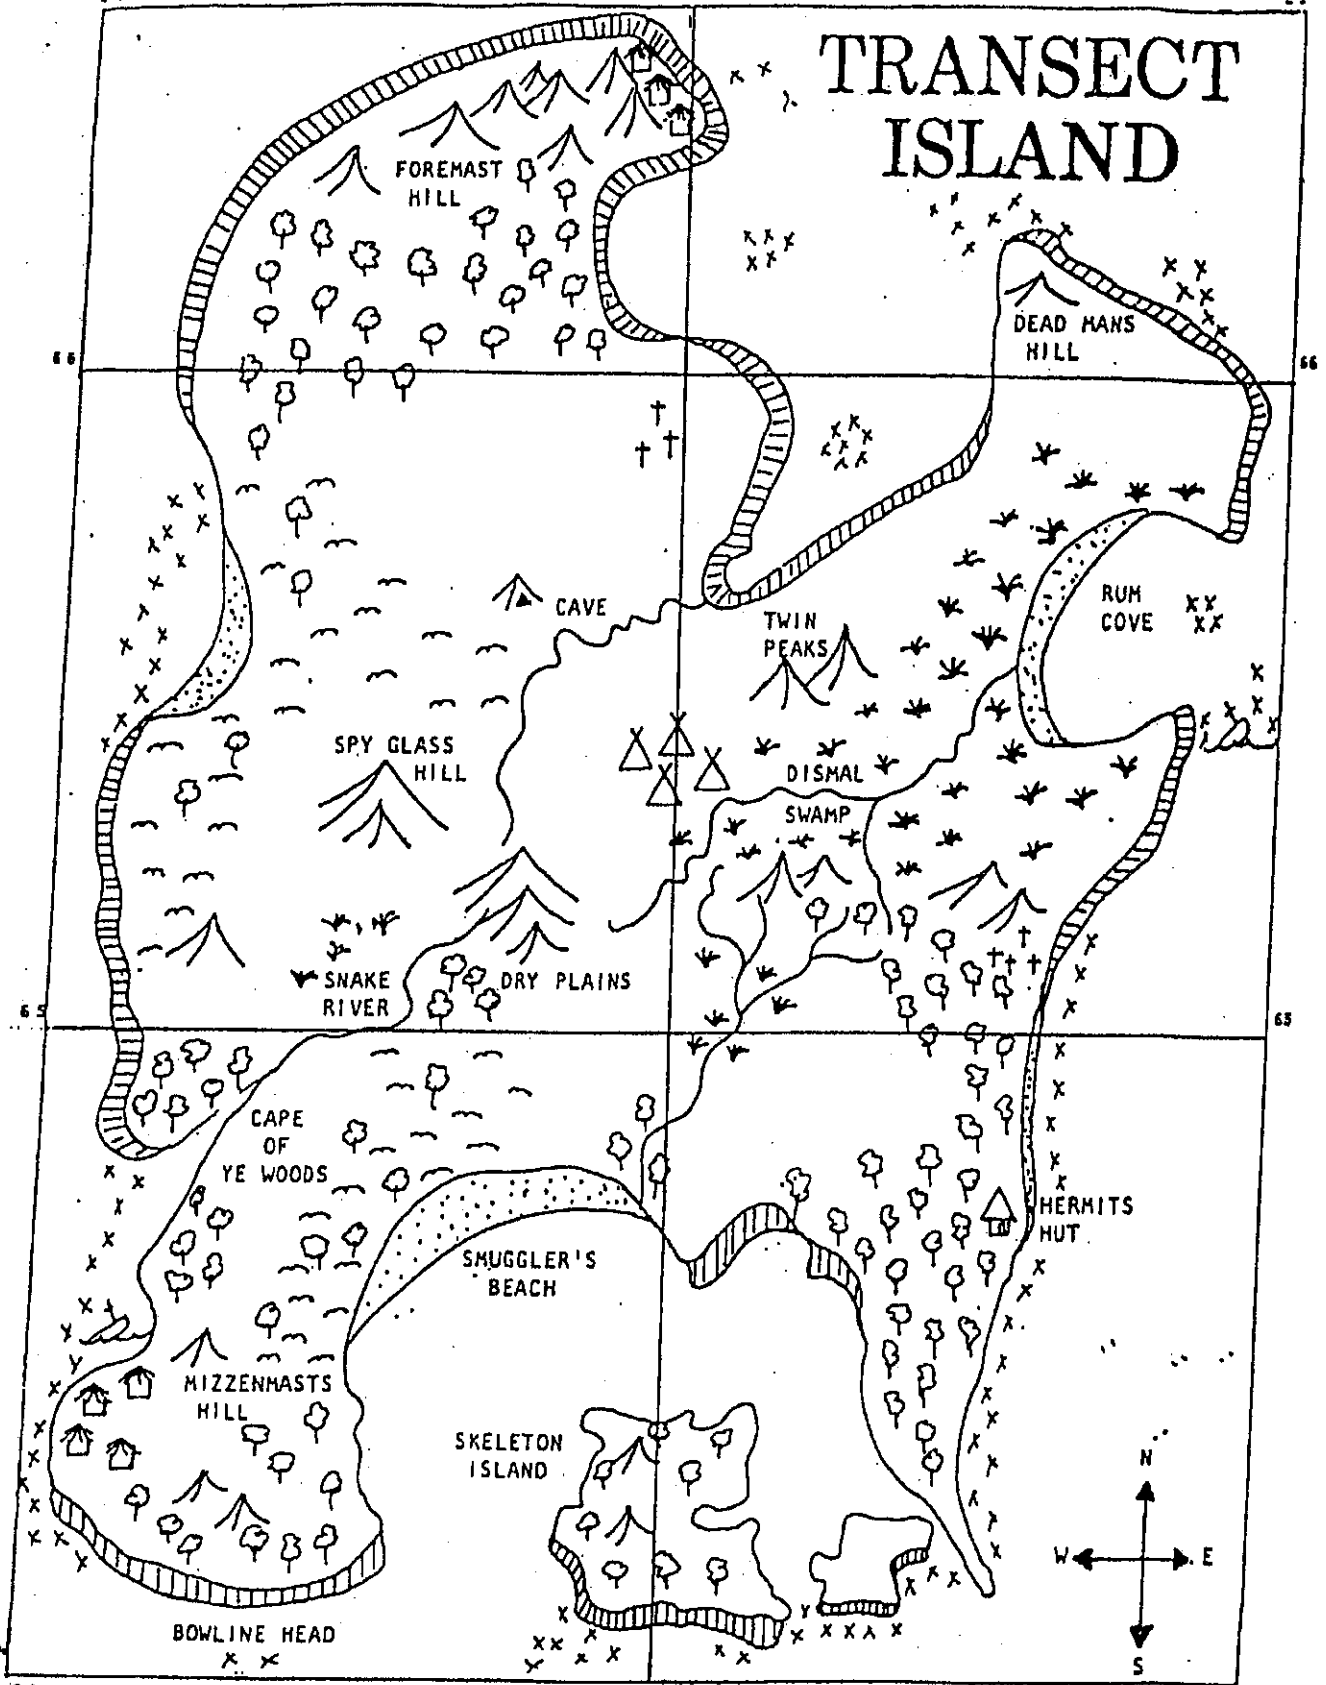 TRANSECT
ISLAND
FOREMAST
HILL
DEAD MANS
HILL
66
66
RUM
COVE
CAVE
TWIN
PEAKS
SPY GLASS
HILL
DISMAL
SWAMP
SNAKE
RIVER
DRY PLAINS
65
65
CAPE
OF
YE WOODS
HERMITS
HUT
SMUGGLER'S
BEACH
MIZZENMASTS
HILL
SKELETON
ISLAND
N
W
E
S
BOWLINE HEAD